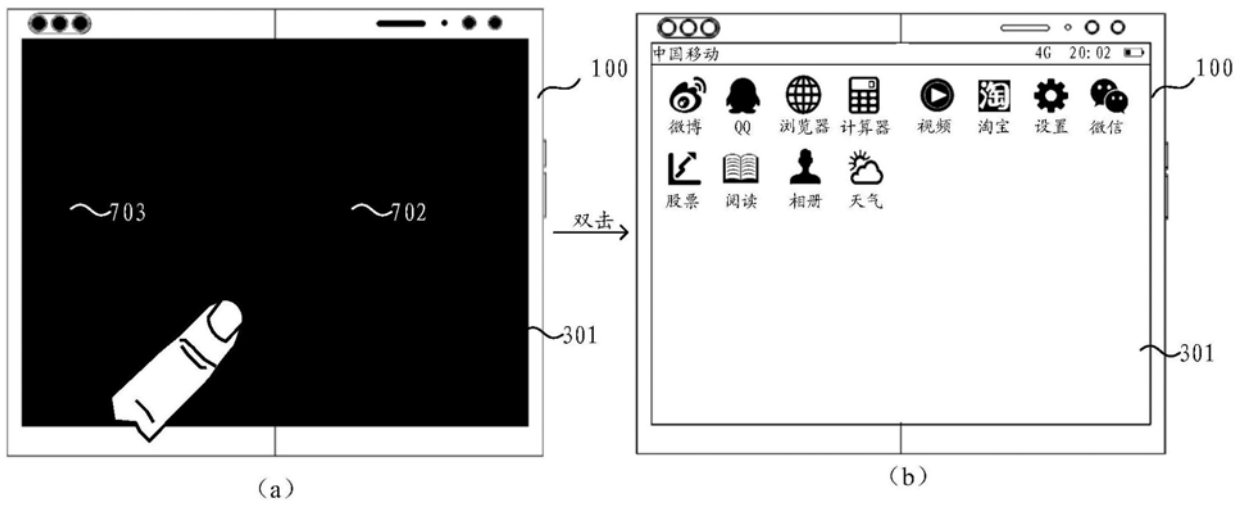 703
702
100
301
双击
中国移动 4G 20:02
微博 QQ 浏览器 计算器 视频 淘 淘宝 设置 微信
股票 阅读 相册 天气
100
301
(a)
(b)